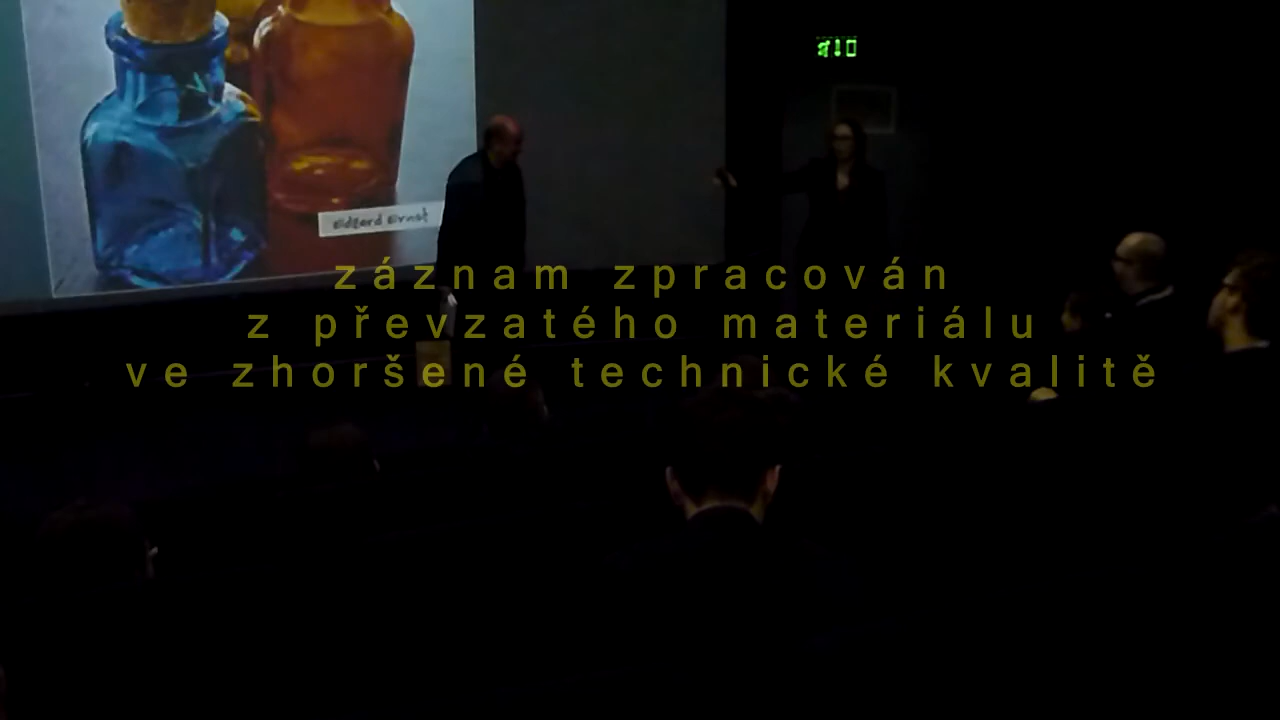 záznam zpracován
z převzatého materiálu
ve zhoršené technické kvalitě